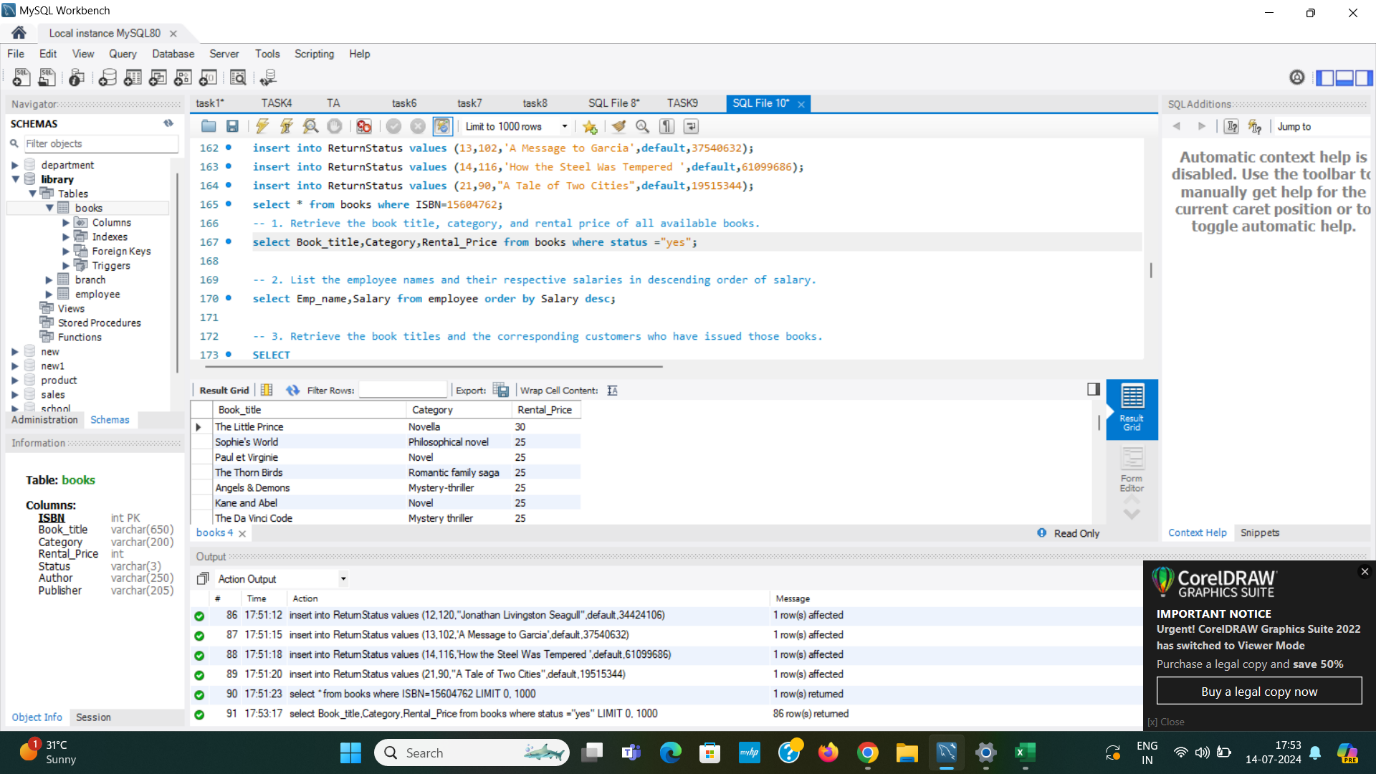 MySQL Workbench
Local instance MySQL80
File Edit View Query Database Server Tools Scripting Help
Navigator
SCHEMAS
Filter objects
department
library
Tables
books
Columns
Indexes
Foreign Keys
Triggers
branch
employee
Views
Stored Procedures
Functions
new
new1
product
sales
school
Administration Schemas
Information
Table: books
Columns:
ISBN int PK
Book_title varchar(650)
Category varchar(200)
Rental_Price int
Status varchar(3)
Author varchar(250)
Publisher varchar(205)
Object Info Session
task1* TASK4 TA task6 task7 task8 SQL File 8* TASK9 SQL File 10*
Limit to 1000 rows
162 insert into ReturnStatus values (13,102,'A Message to Garcia',default,37540632);
163 insert into ReturnStatus values (14,116,'How the Steel Was Tempered ',default,61099686);
164 insert into ReturnStatus values (21,90,"A Tale of Two Cities",default,19515344);
165 select * from books where ISBN=15604762;
166 -- 1. Retrieve the book title, category, and rental price of all available books.
167 select Book_title,Category,Rental_Price from books where status ="yes";
168
169 -- 2. List the employee names and their respective salaries in descending order of salary.
170 select Emp_name,Salary from employee order by Salary desc;
171
172 -- 3. Retrieve the book titles and the corresponding customers who have issued those books.
173 SELECT
Result Grid Filter Rows: Export: Wrap Cell Content:
Book_title Category Rental_Price
The Little Prince Novella 30
Sophie's World Philosophical novel 25
Paul et Virginie Novel 25
The Thorn Birds Romantic family saga 25
Angels & Demons Mystery-thriller 25
Kane and Abel Novel 25
The Da Vinci Code Mystery thriller 25
Result Grid
Form Editor
books 4 Read Only
Output
Action Output
# Time Action Message
86 17:51:12 insert into ReturnStatus values (12,120,"Jonathan Livingston Seagull",default,34424106) 1 row(s) affected
87 17:51:15 insert into ReturnStatus values (13,102,'A Message to Garcia',default,37540632) 1 row(s) affected
88 17:51:18 insert into ReturnStatus values (14,116,'How the Steel Was Tempered ',default,61099686) 1 row(s) affected
89 17:51:20 insert into ReturnStatus values (21,90,"A Tale of Two Cities",default,19515344) 1 row(s) affected
90 17:51:23 select * from books where ISBN=15604762 LIMIT 0, 1000 1 row(s) returned
91 17:53:17 select Book_title,Category,Rental_Price from books where status ="yes" LIMIT 0, 1000 86 row(s) returned
SQLAdditions
Jump to
Automatic context help is
disabled. Use the toolbar to
manually get help for the
current caret position or to
toggle automatic help.
Context Help Snippets
CorelDRAW
GRAPHICS SUITE
IMPORTANT NOTICE
Urgent! CorelDRAW Graphics Suite 2022
has switched to Viewer Mode
Purchase a legal copy and save 50%
Buy a legal copy now
[x] Close
1
31°C
Sunny
Search
myhp
ENG
IN
17:53
14-07-2024
PRE